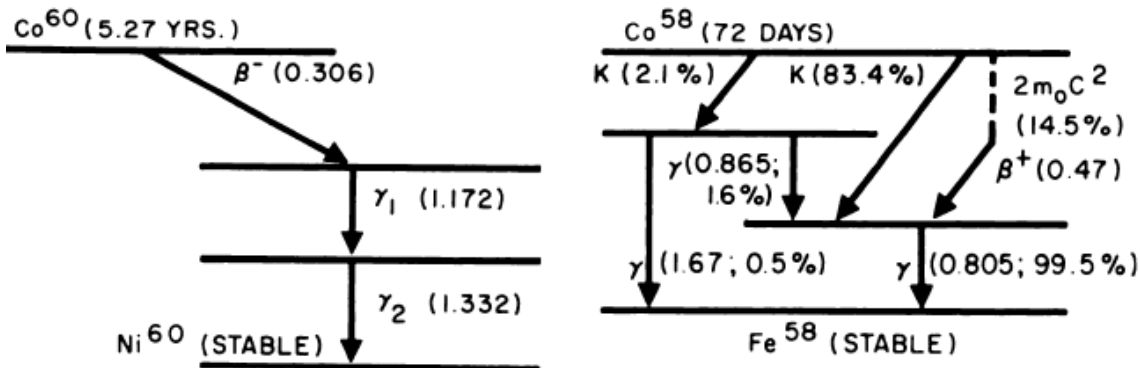 Co⁶⁰ (5.27 YRS.)
β⁻ (0.306)
γ₁ (1.172)
γ₂ (1.332)
Ni⁶⁰ (STABLE)
Co⁵⁸ (72 DAYS)
K (2.1%)
K (83.4%)
2m₀C²
(14.5%)
γ(0.865;
1.6%)
β⁺(0.47)
γ (1.67; 0.5%)
γ (0.805; 99.5%)
Fe⁵⁸ (STABLE)